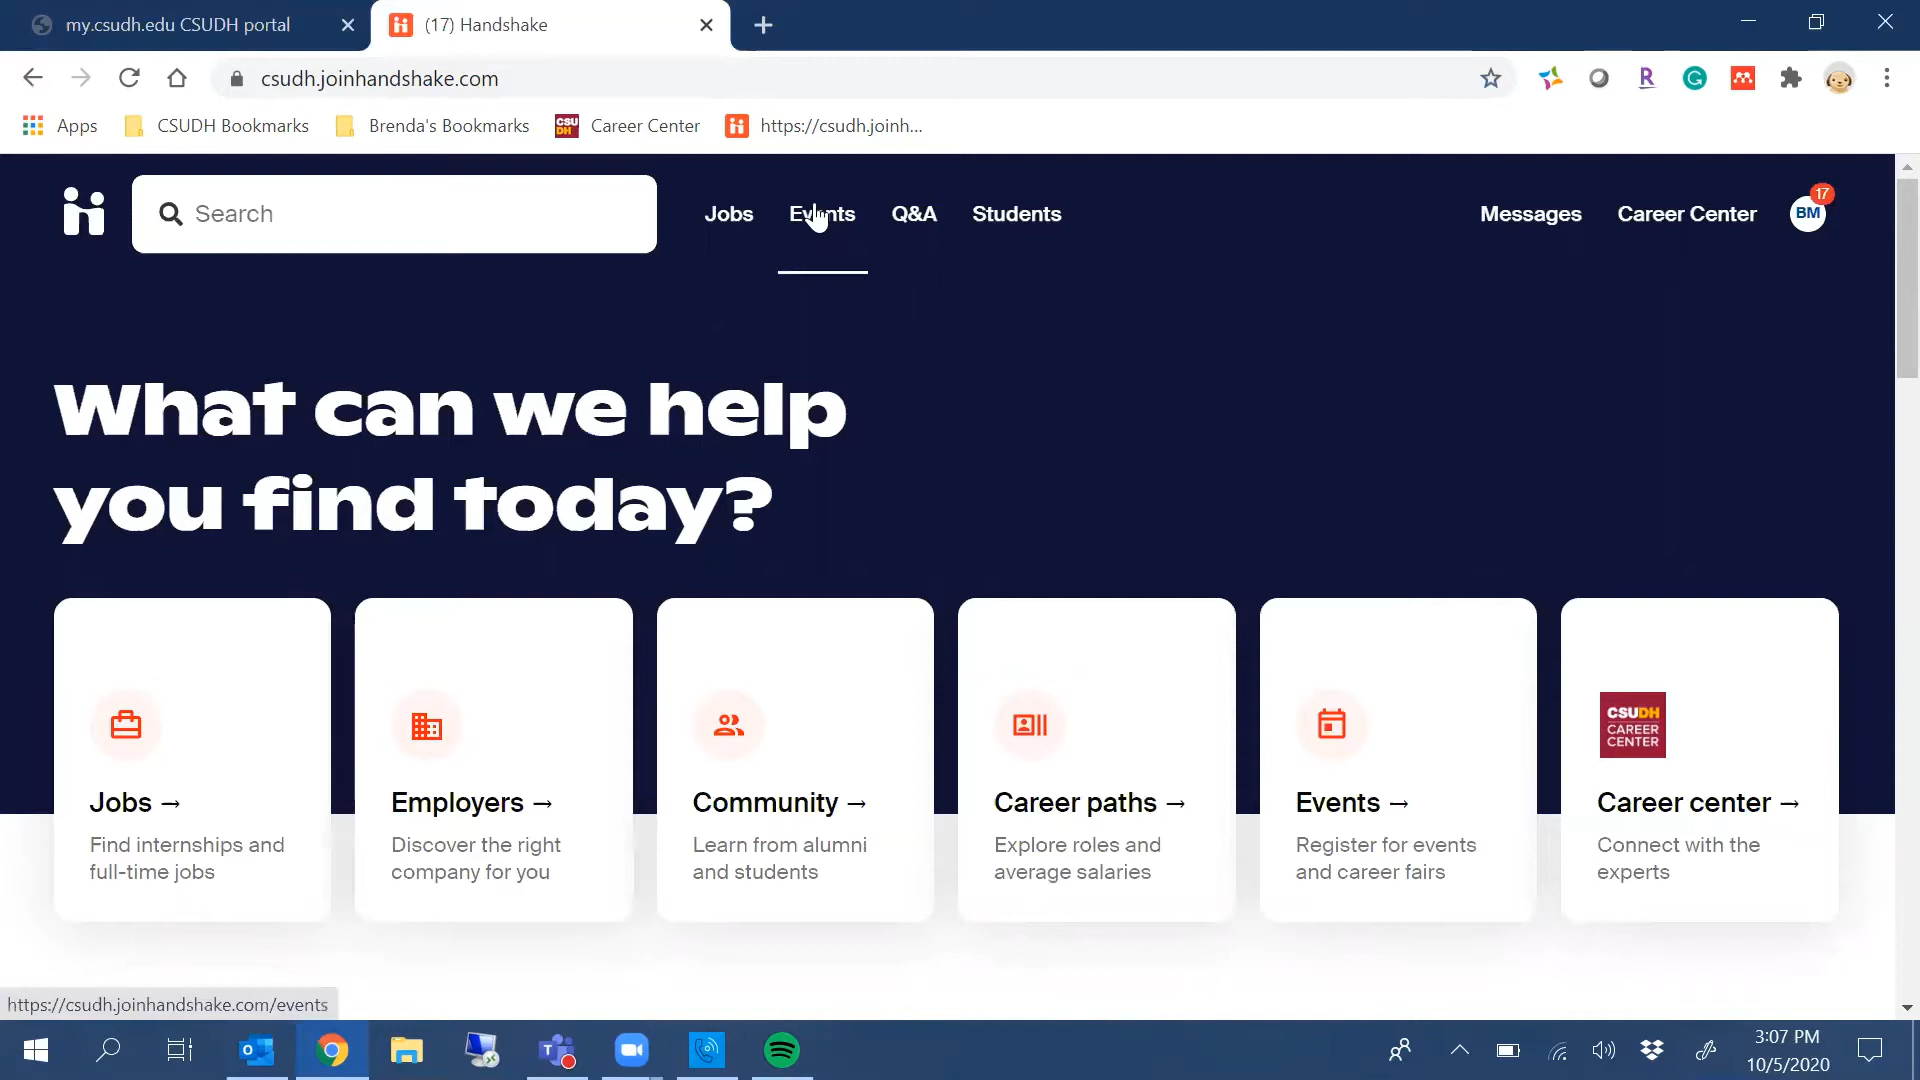 my.csudh.edu CSUDH portal
(17) Handshake
csudh.joinhandshake.com
Apps
CSUDH Bookmarks
Brenda's Bookmarks
CSU DH
Career Center
https://csudh.joinh...
Search
Jobs
Events
Q&A
Students
Messages
Career Center
BM
17
What can we help
you find today?
Jobs →
Find internships and
full-time jobs
Employers →
Discover the right
company for you
Community →
Learn from alumni
and students
Career paths →
Explore roles and
average salaries
Events →
Register for events
and career fairs
CSUDH
CAREER
CENTER
Career center →
Connect with the
experts
https://csudh.joinhandshake.com/events
3:07 PM
10/5/2020